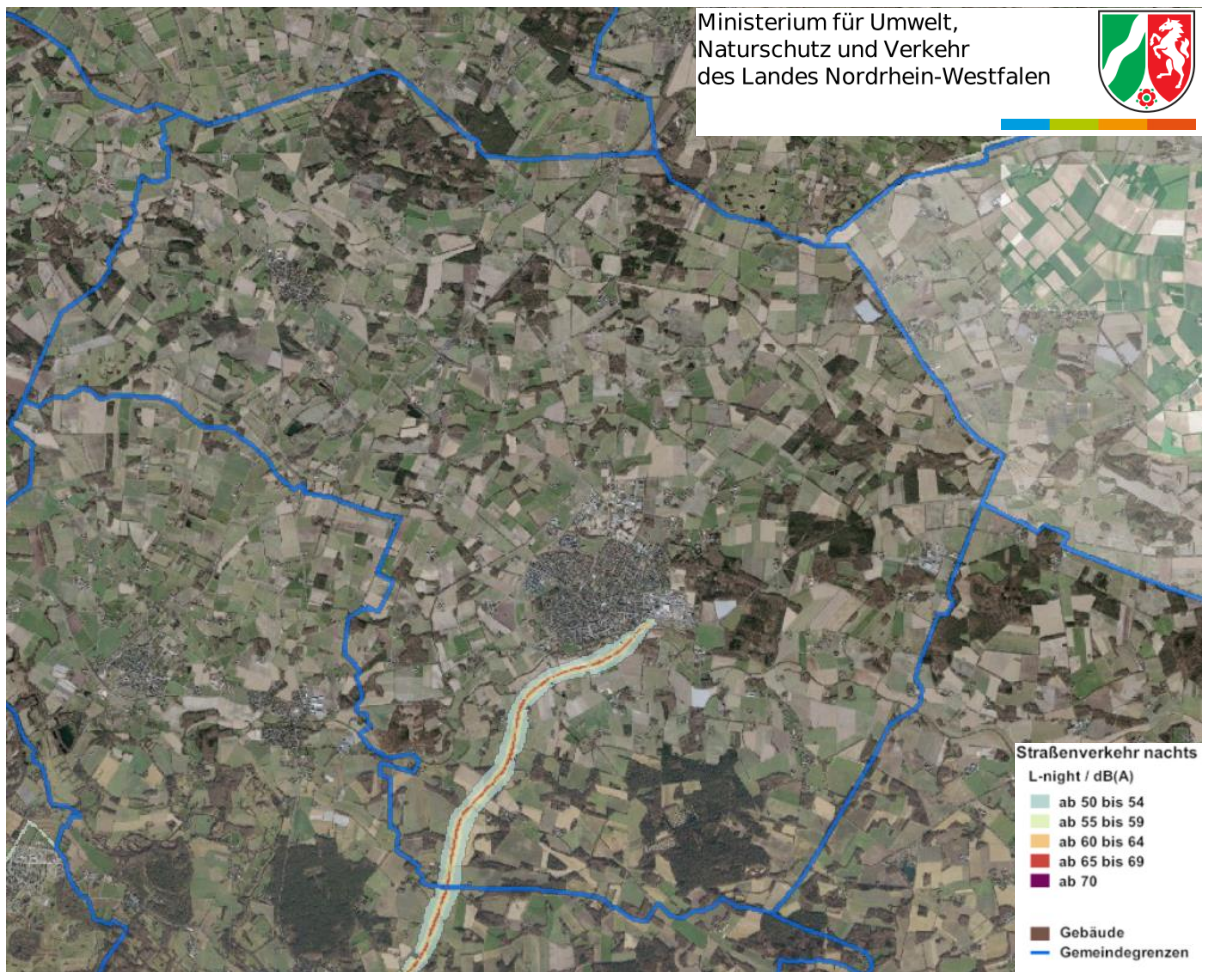 Ministerium für Umwelt,
Naturschutz und Verkehr
des Landes Nordrhein-Westfalen
Straßenverkehr nachts
L-night / dB(A)
ab 50 bis 54
ab 55 bis 59
ab 60 bis 64
ab 65 bis 69
ab 70
Gebäude
Gemeindegrenzen